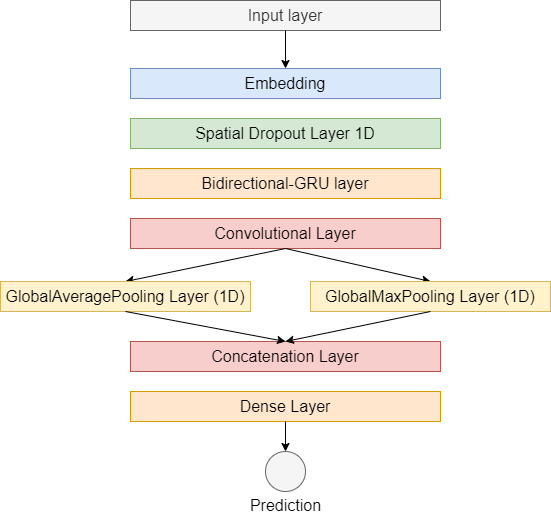 Input layer
Embedding
Spatial Dropout Layer 1D
Bidirectional-GRU layer
Convolutional Layer
GlobalAveragePooling Layer (1D)
GlobalMaxPooling Layer (1D)
Concatenation Layer
Dense Layer
Prediction